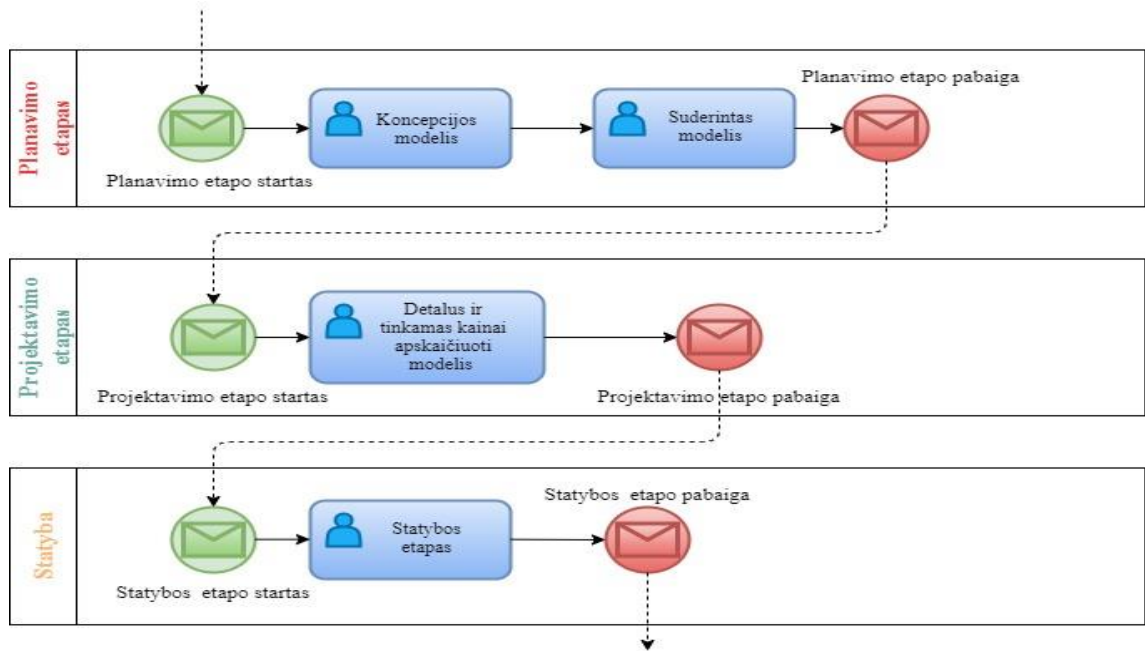 Planavimo
etapas
Planavimo etapo startas
Koncepcijos
modelis
Suderintas
modelis
Planavimo etapo pabaiga
Projektavimo
etapas
Projektavimo etapo startas
Detalus ir
tinkamas kainai
apskaičiuoti
modelis
Projektavimo etapo pabaiga
Statyba
Statybos etapo startas
Statybos
etapas
Statybos etapo pabaiga